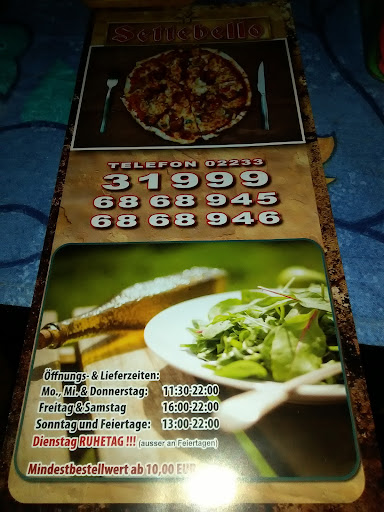 Settebello
TELEFON 02233
31999
68 68 945
68 68 946
Öffnungs- & Lieferzeiten:
Mo., Mi. & Donnerstag: 11:30-22:00
Freitag & Samstag 16:00-22:00
Sonntag und Feiertage: 13:00-22:00
Dienstag RUHETAG !!! (ausser an Feiertagen)
Mindestbestellwert ab 10,00 EUR